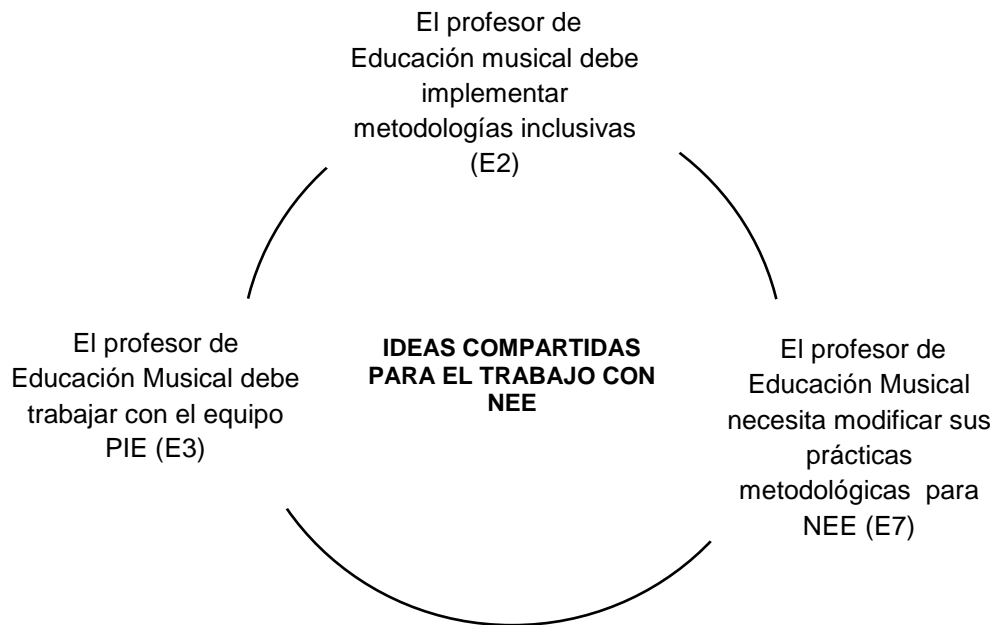 El profesor de
Educación musical debe
implementar
metodologías inclusivas
(E2)
El profesor de
Educación Musical debe
trabajar con el equipo
PIE (E3)
IDEAS COMPARTIDAS
PARA EL TRABAJO CON
NEE
El profesor de
Educación Musical
necesita modificar sus
prácticas
metodológicas para
NEE (E7)